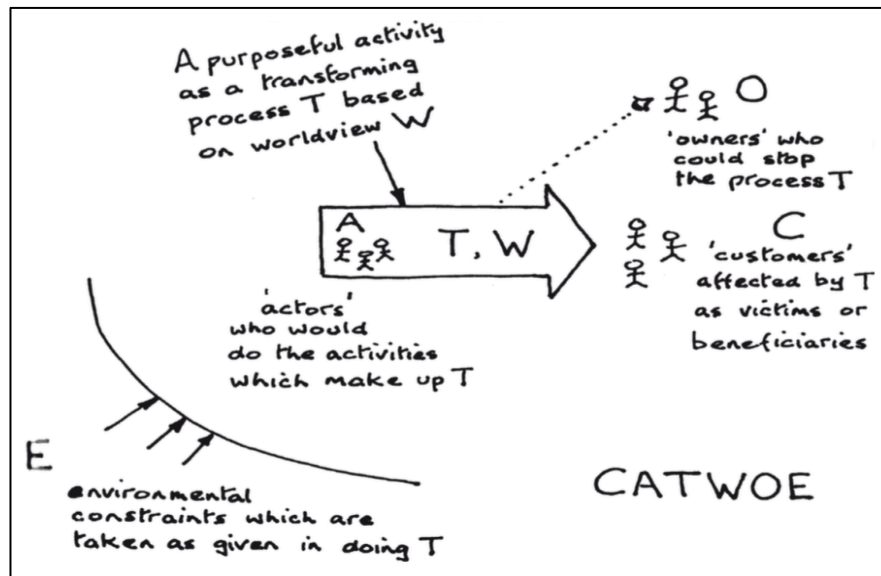 A purposeful activity
as a transforming
process T based
on worldview W
O
'owners' who
could stop
the process T
A
T, W
C
'customers'
affected by T
as victims or
beneficiaries
'actors'
who would
do the activities
which make up T
E
environmental
constraints which are
taken as given in doing T
CATWOE